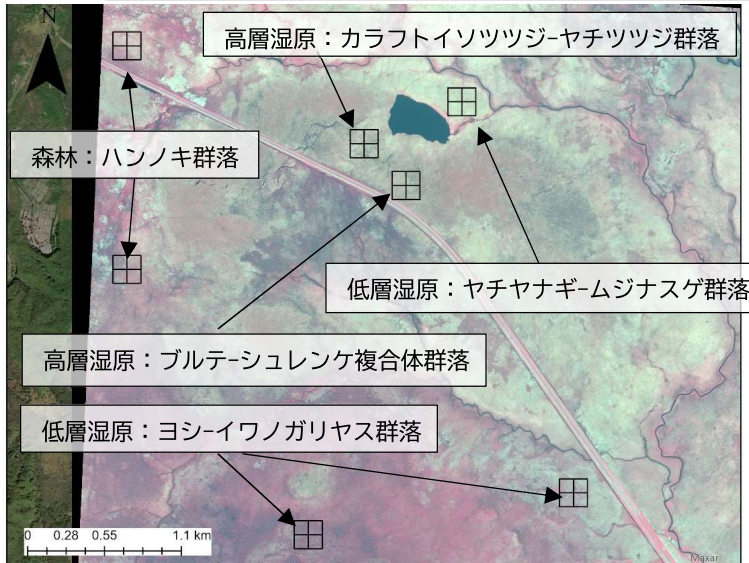 N
高層湿原：カラフトイソツツジ-ヤチツツジ群落
森林：ハンノキ群落
低層湿原：ヤチヤナギームジナスゲ群落
高層湿原：ブルテ-シュレンケ複合体群落
低層湿原：ヨシ-イワノガリヤス群落
0 0.28 0.55 1.1 km
Maxar